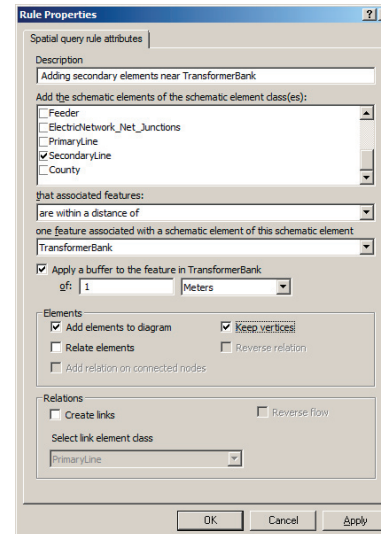 Rule Properties ?
Spatial query rule attributes
Description
Adding secondary elements near TransformerBank
Add the schematic elements of the schematic element class(es):
Feeder
ElectricNetwork_Net_Junctions
PrimaryLine
SecondaryLine
County
that associated features:
are within a distance of
one feature associated with a schematic element of this schematic element
TransformerBank
Apply a buffer to the feature in TransformerBank
of: 1 Meters
Elements
Add elements to diagram Keep vertices
Relate elements Reverse relation
Add relation on connected nodes
Relations
Create links Reverse flow
Select link element class
PrimaryLine
OK Cancel Apply